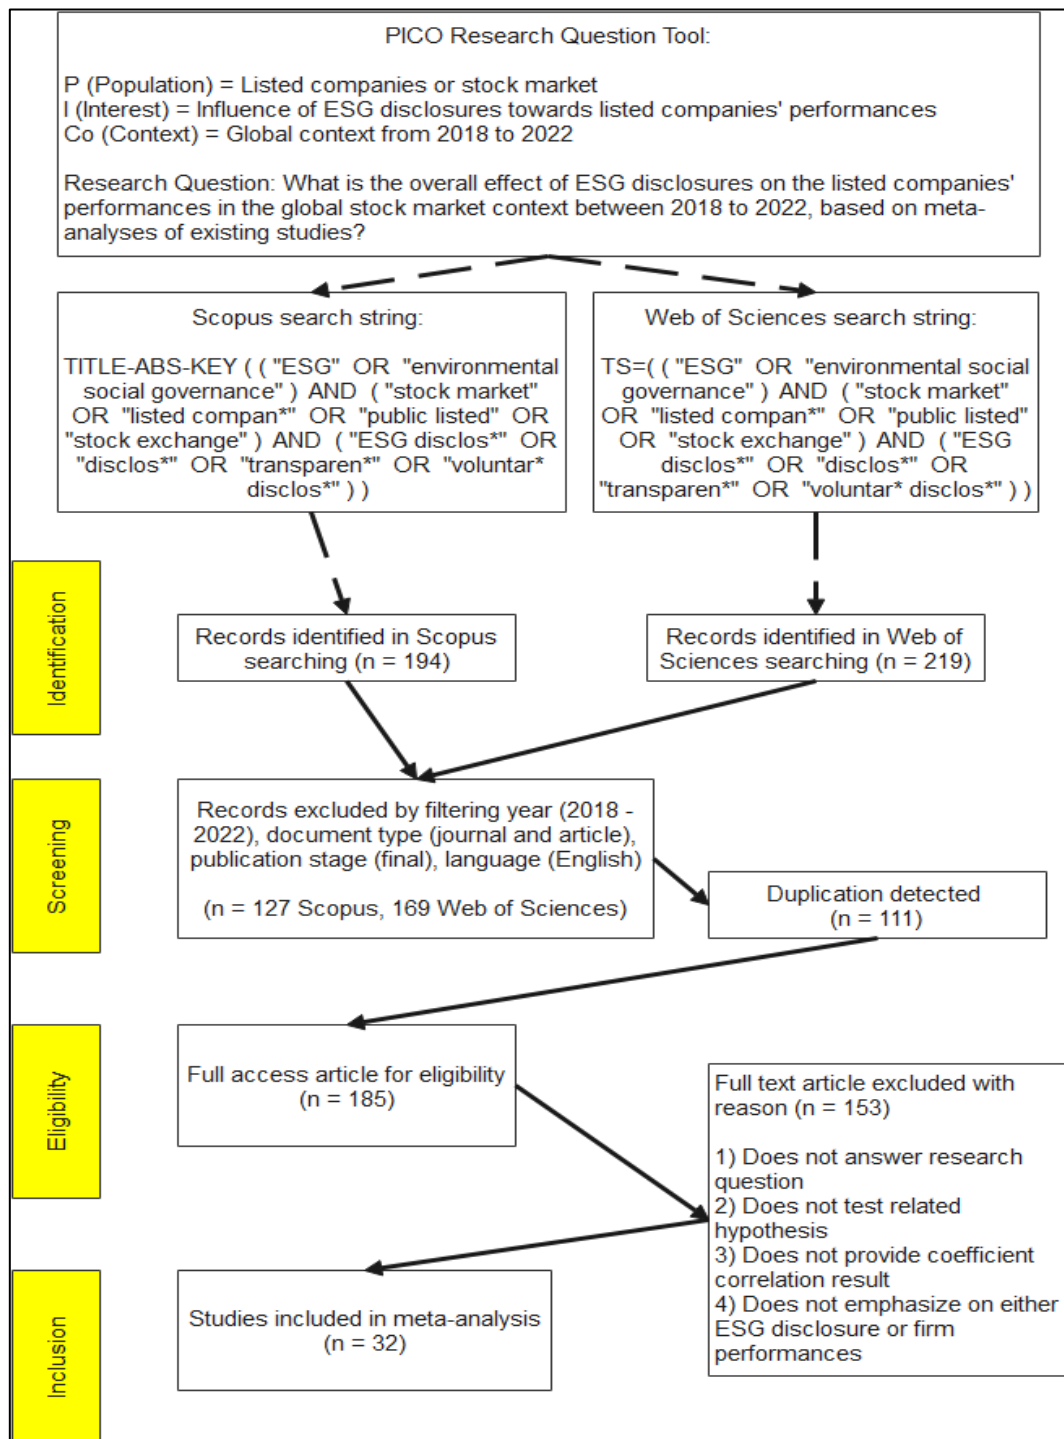 PICO Research Question Tool:
P (Population) = Listed companies or stock market
I (Interest) = Influence of ESG disclosures towards listed companies' performances
Co (Context) = Global context from 2018 to 2022
Research Question: What is the overall effect of ESG disclosures on the listed companies'
performances in the global stock market context between 2018 to 2022, based on meta-
analyses of existing studies?
Scopus search string:
TITLE-ABS-KEY ( ( "ESG" OR "environmental
social governance" ) AND ( "stock market"
OR "listed compan*" OR "public listed" OR
"stock exchange" ) AND ( "ESG disclos*" OR
"disclos*" OR "transparen*" OR "voluntar*
disclos*" ) )
Web of Sciences search string:
TS=( ( "ESG" OR "environmental social
governance" ) AND ( "stock market"
OR "listed compan*" OR "public listed"
OR "stock exchange" ) AND ( "ESG
disclos*" OR "disclos*" OR
"transparen*" OR "voluntar* disclos*" ) )
Identification
Records identified in Scopus
searching (n = 194)
Records identified in Web of
Sciences searching (n = 219)
Screening
Records excluded by filtering year (2018 -
2022), document type (journal and article),
publication stage (final), language (English)
(n = 127 Scopus, 169 Web of Sciences)
Duplication detected
(n = 111)
Eligibility
Full access article for eligibility
(n = 185)
Full text article excluded with
reason (n = 153)
1) Does not answer research
question
2) Does not test related
hypothesis
3) Does not provide coefficient
correlation result
4) Does not emphasize on either
ESG disclosure or firm
performances
Inclusion
Studies included in meta-analysis
(n = 32)